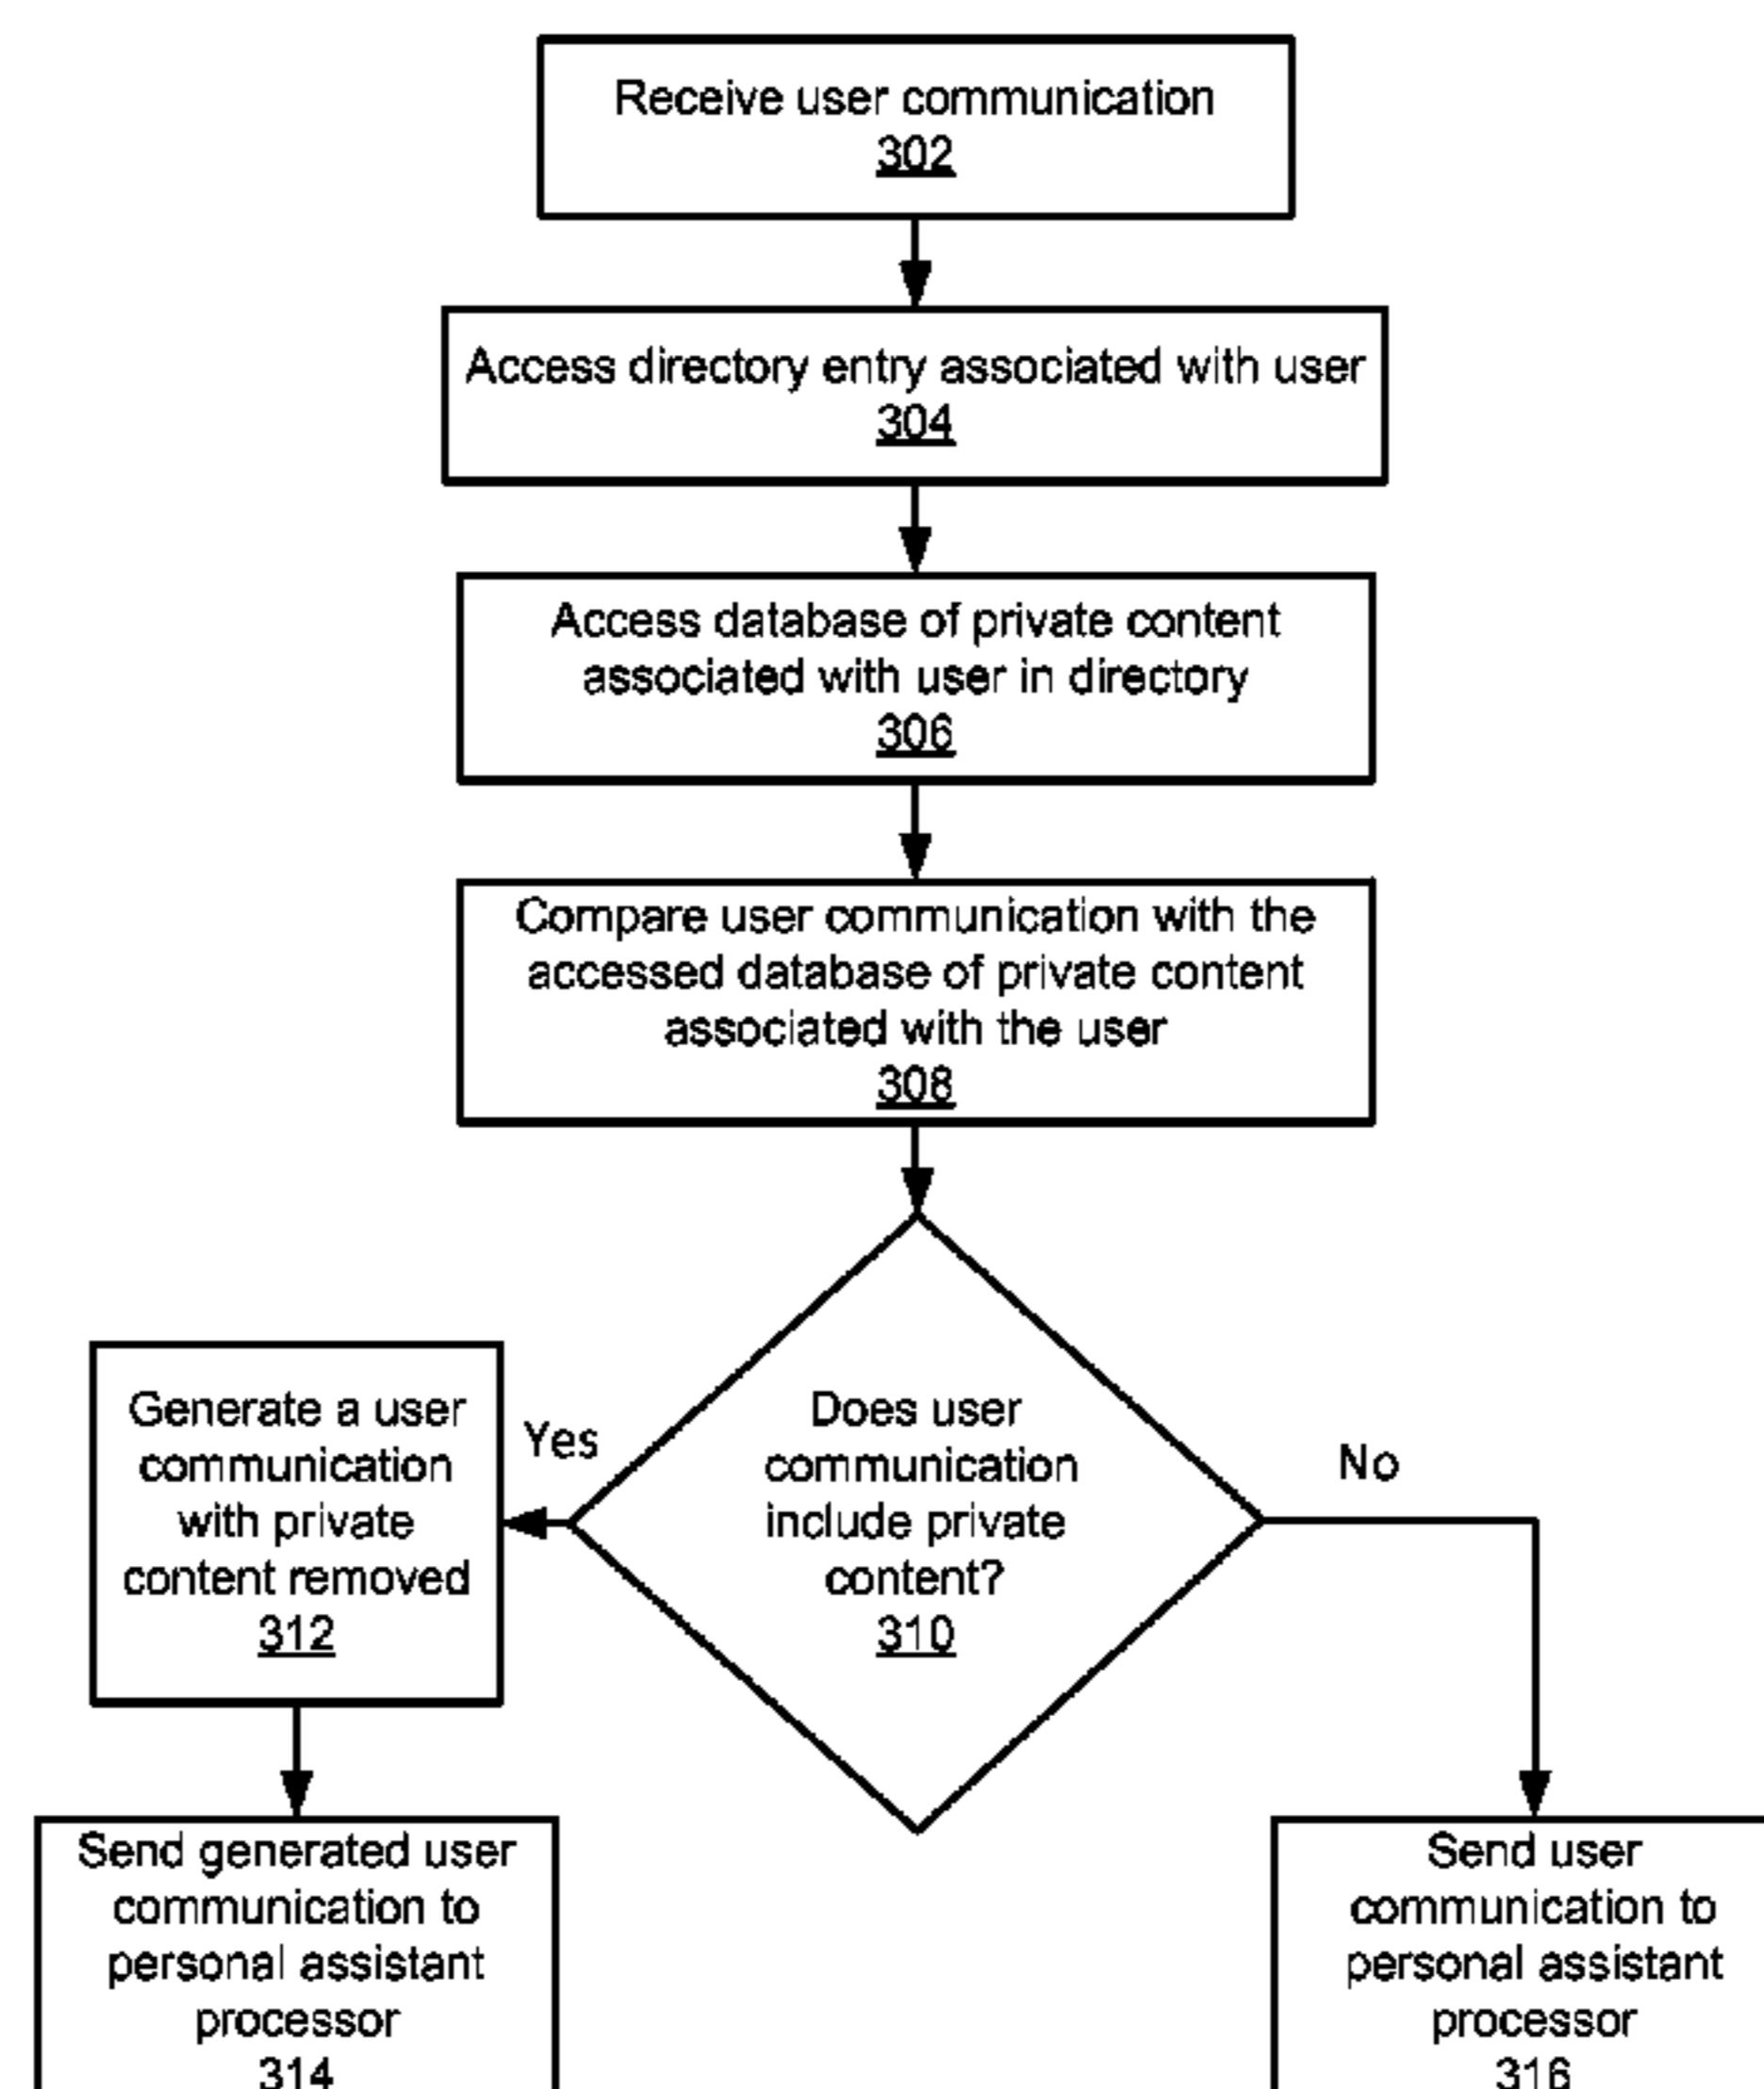 Receive user communication
302
Access directory entry associated with user
304
Access database of private content
associated with user in directory
306
Compare user communication with the
accessed database of private content
associated with the user
308
Does user
communication
include private
content?
310
Yes
No
Generate a user
communication
with private
content removed
312
Send generated user
communication to
personal assistant
processor
314
Send user
communication to
personal assistant
processor
316